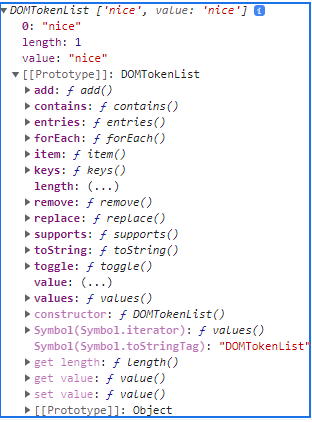 ▼DOMTokenList ['nice', value: 'nice'] i
0: "nice"
length: 1
value: "nice"
▼[[Prototype]]: DOMTokenList
▶add: ƒ add()
▶contains: ƒ contains()
▶entries: ƒ entries()
▶forEach: ƒ forEach()
▶item: ƒ item()
▶keys: ƒ keys()
length: (...)
▶remove: ƒ remove()
▶replace: ƒ replace()
▶supports: ƒ supports()
▶toString: ƒ toString()
▶toggle: ƒ toggle()
value: (...)
▶values: ƒ values()
▶constructor: ƒ DOMTokenList()
▶Symbol(Symbol.iterator): ƒ values()
Symbol(Symbol.toStringTag): "DOMTokenList"
▶get length: ƒ length()
▶get value: ƒ value()
▶set value: ƒ value()
▶[[Prototype]]: Object